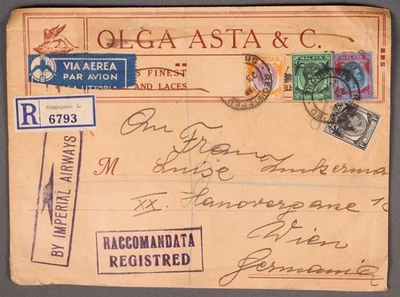 OLGA ASTA & C.
VIA AEREA
PAR AVION
FINEST
AND LACES
MALAYA
MALAYA
R
Singapore
6793
BY IMPERIAL AIRWAYS
An Frau
M Luise
XX. Hanovergasse
Wien
Germania
RACCOMANDATA
REGISTRED